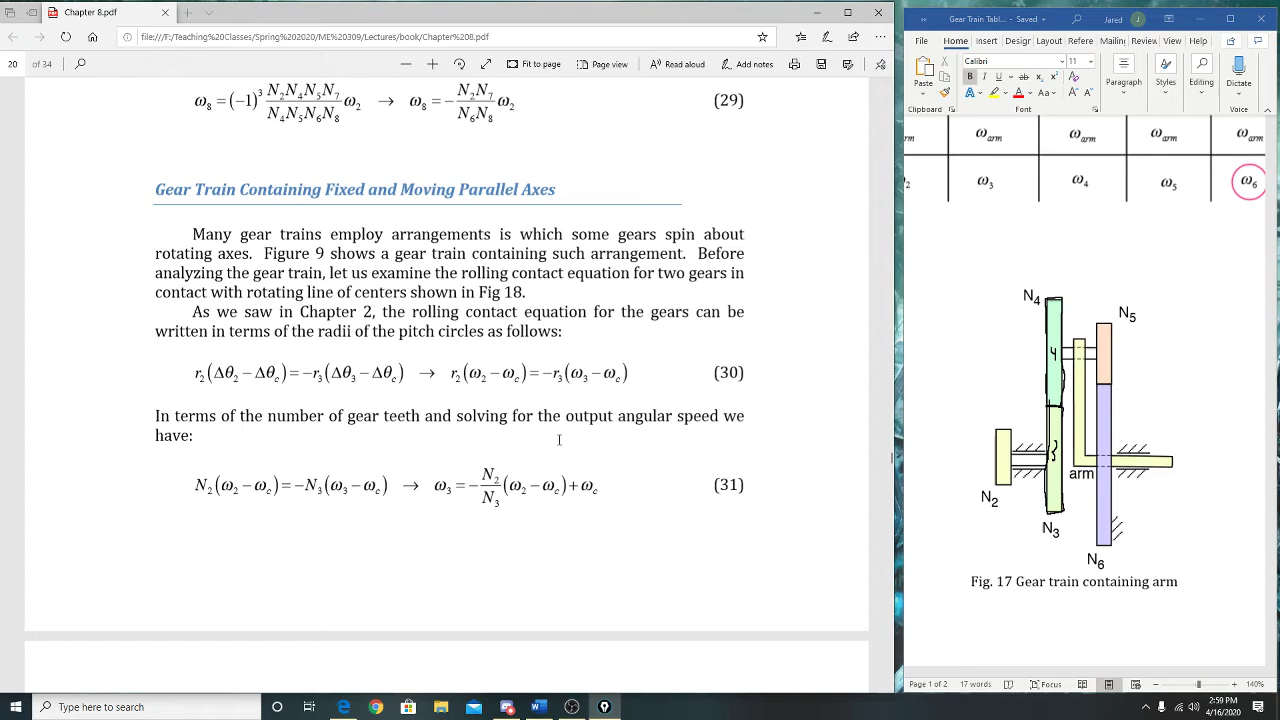 Chapter 8.pdf
file:///F:/Teaching%20Classes/Spring%202020/ME%20309/Lectures/book/Chapter%208.pdf
20 of 34
Fit to page
Page view
Read aloud
Add notes
ω8 = (−1)^3 N2N4N5N7 / N4N5N6N8 ω2 → ω8 = − N2N7 / N6N8 ω2 (29)
Gear Train Containing Fixed and Moving Parallel Axes
Many gear trains employ arrangements is which some gears spin about
rotating axes. Figure 9 shows a gear train containing such arrangement. Before
analyzing the gear train, let us examine the rolling contact equation for two gears in
contact with rotating line of centers shown in Fig 18.
As we saw in Chapter 2, the rolling contact equation for the gears can be
written in terms of the radii of the pitch circles as follows:
r2(Δθ2 − Δθc) = −r3(Δθ3 − Δθc) → r2(ω2 − ωc) = −r3(ω3 − ωc) (30)
In terms of the number of gear teeth and solving for the output angular speed we
have:
N2(ω2 − ωc) = −N3(ω3 − ωc) → ω3 = − N2 / N3 (ω2 − ωc) + ωc (31)
Gear Train Tabl... - Saved
Jared
J
File Home Insert Design Layout Refere Mailing Review View Help
Calibri 11
Paste
Paragraph
Styles
Editing
Dictate
Clipboard
Font
Styles
Voice
rm ωarm ωarm ωarm ωarm
2 ω3 ω4 ω5 ω6
N4
N5
4
3
arm
N2
N3
N6
Fig. 17 Gear train containing arm
Page 1 of 2 17 words Focus 140%
Type here to search
2:59 PM
4/16/2020